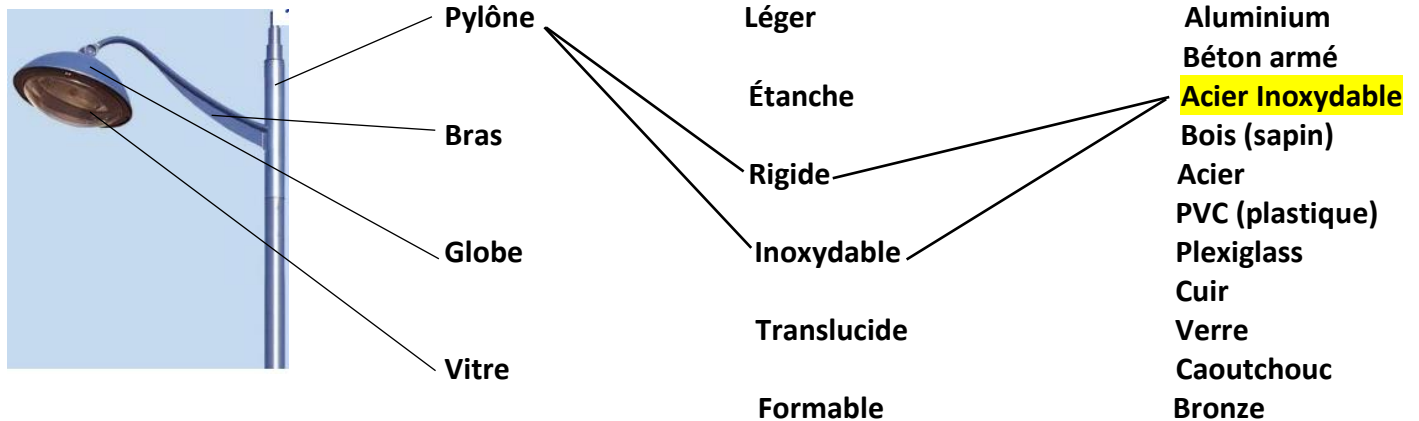 Pylône Léger Aluminium
Béton armé
Étanche Acier Inoxydable
Bras Bois (sapin)
Rigide Acier
PVC (plastique)
Globe Inoxydable Plexiglass
Cuir
Translucide Verre
Vitre Caoutchouc
Formable Bronze